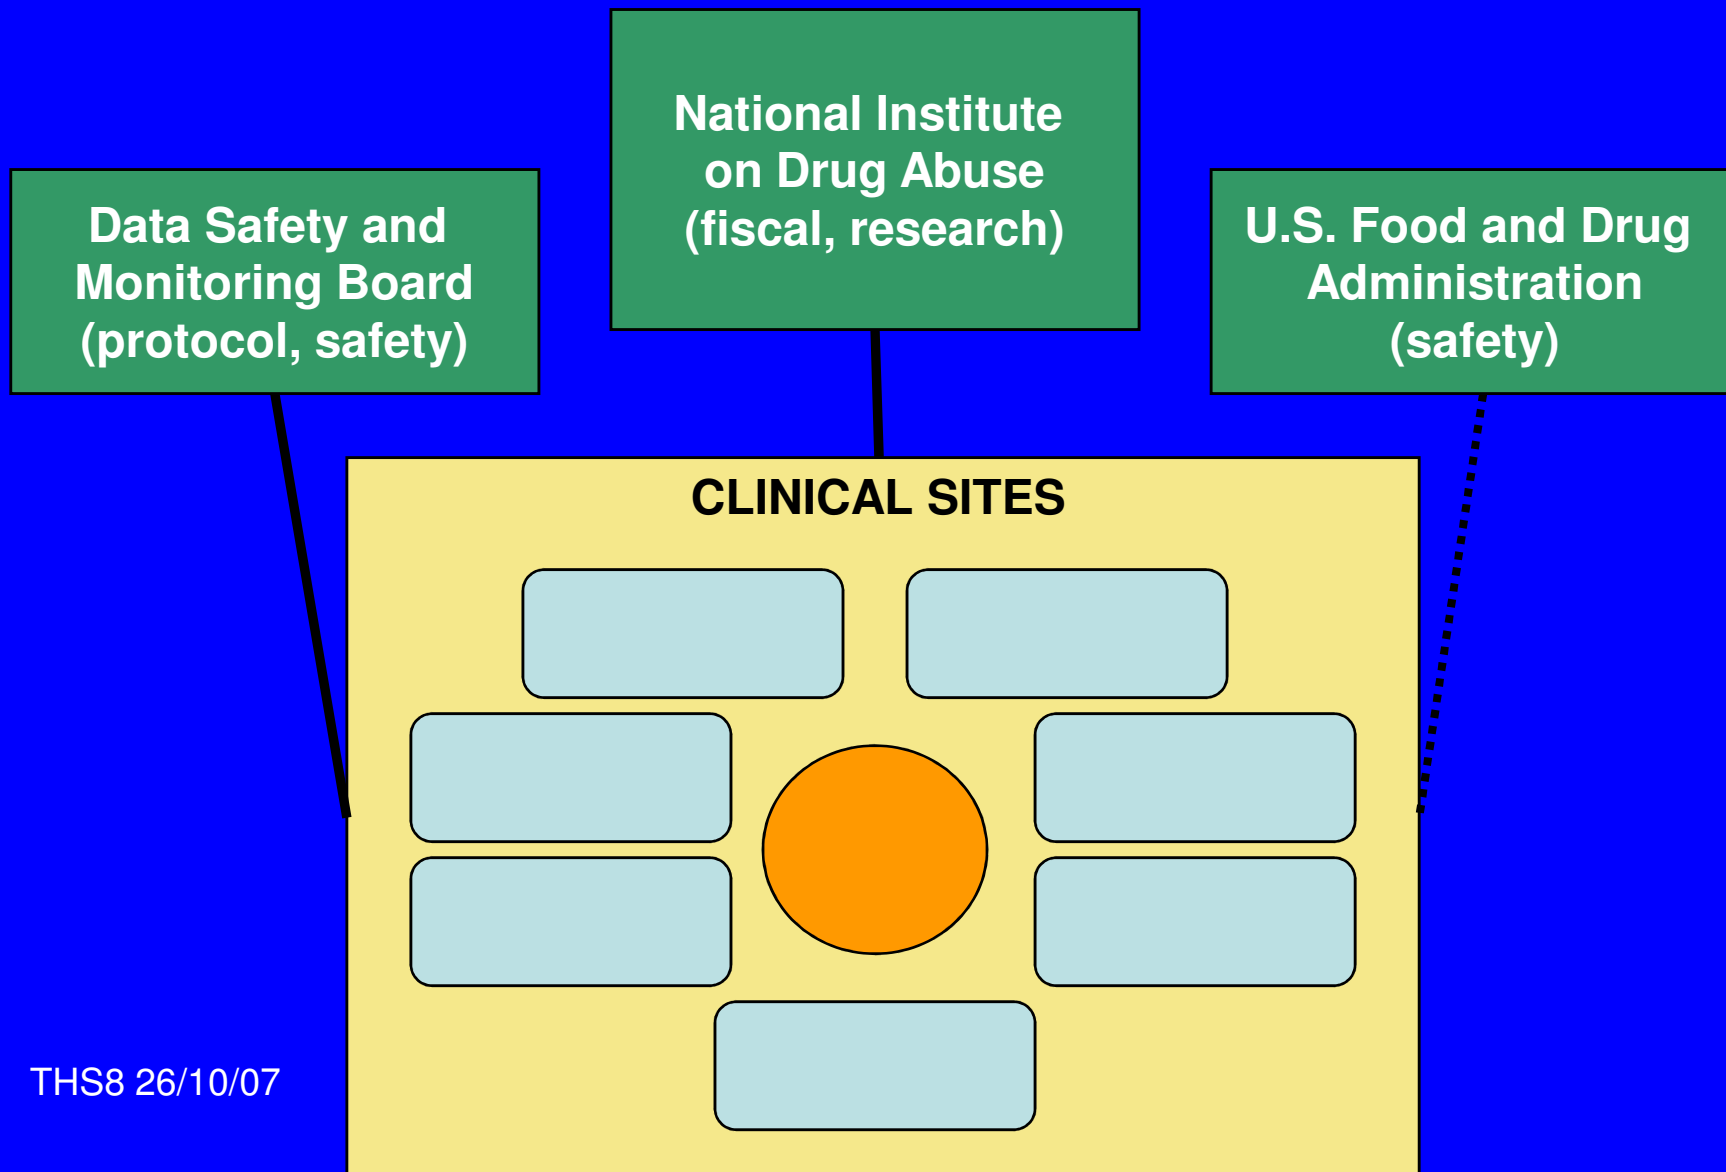 National Institute
on Drug Abuse
(fiscal, research)
Data Safety and
Monitoring Board
(protocol, safety)
U.S. Food and Drug
Administration
(safety)
CLINICAL SITES
THS8 26/10/07